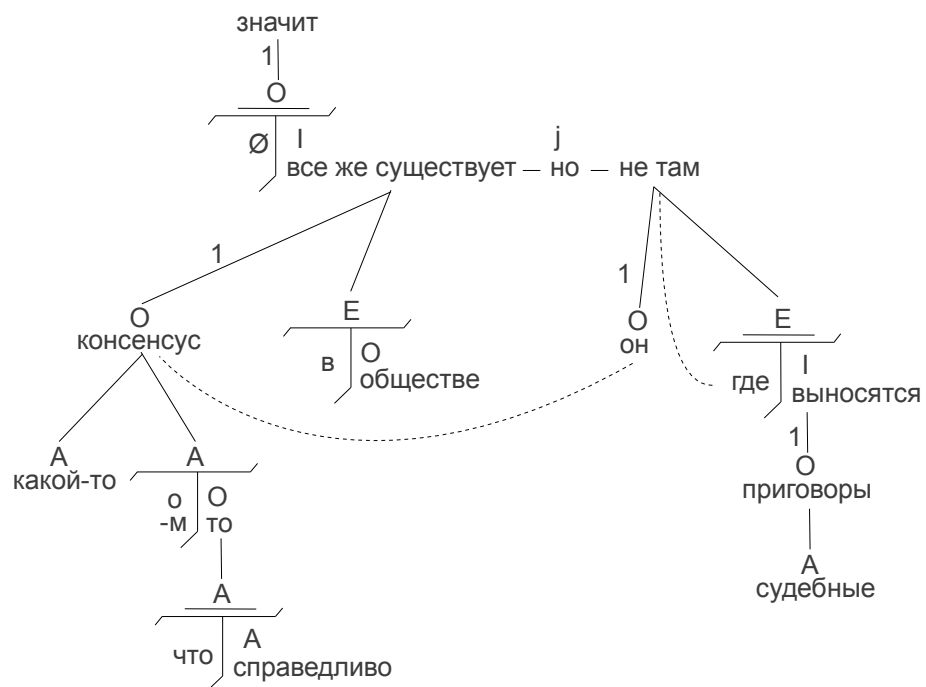 значит
1
О
Ø I
j
все же существует – но – не там
1
1
О
консенсус
Е
О
он
Е
в О
обществе
где I
выносятся
1
А
какой-то
А
о О
-м то
О
приговоры
А
судебные
А
что А
справедливо